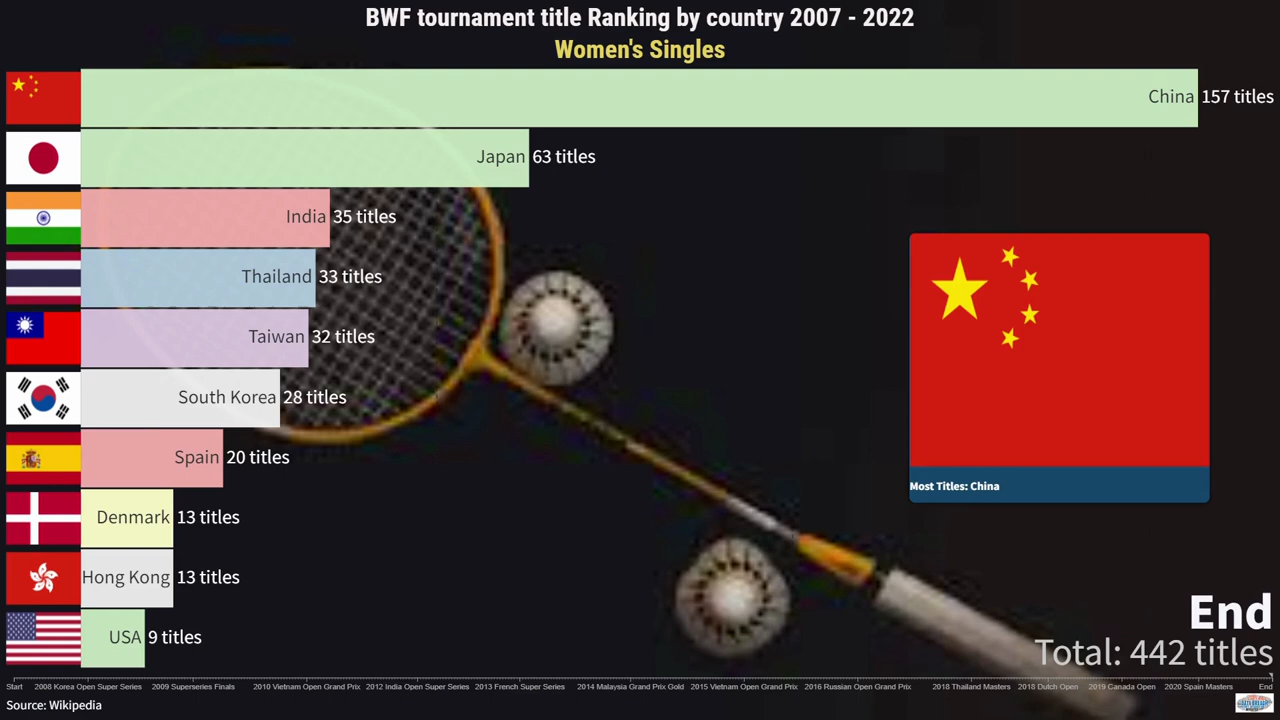 BWF tournament title Ranking by country 2007 - 2022
Women's Singles
China 157 titles
Japan 63 titles
India 35 titles
Thailand 33 titles
Taiwan 32 titles
South Korea 28 titles
Spain 20 titles
Denmark 13 titles
Hong Kong 13 titles
USA 9 titles
Most Titles: China
End
Total: 442 titles
Start 2008 Korea Open Super Series 2009 Superseries Finals 2010 Vietnam Open Grand Prix 2012 India Open Super Series 2013 French Super Series 2014 Malaysia Grand Prix Gold 2015 Vietnam Open Grand Prix 2016 Russian Open Grand Prix 2018 Thailand Masters 2018 Dutch Open 2019 Canada Open 2020 Spain Masters End
Source: Wikipedia